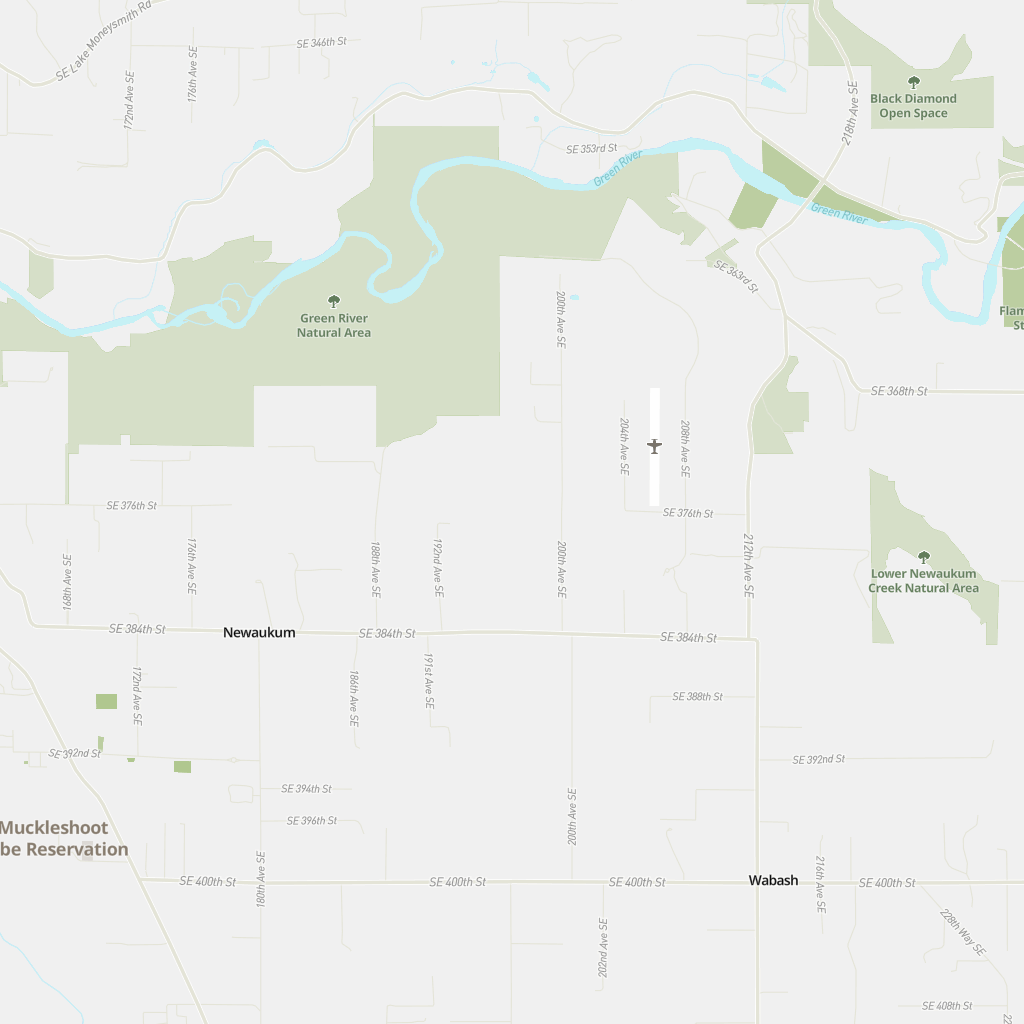 SE Lake Moneysmith Rd
SE 346th St
176th Ave SE
172nd Ave SE
218th Ave SE
Black Diamond
Open Space
SE 353rd St
Green River
Green River
SE 363rd St
Green River
Natural Area
200th Ave SE
Flam
St
SE 368th St
204th Ave SE
208th Ave SE
SE 376th St
SE 376th St
168th Ave SE
176th Ave SE
188th Ave SE
192nd Ave SE
200th Ave SE
212th Ave SE
Lower Newaukum
Creek Natural Area
SE 384th St
Newaukum
SE 384th St
SE 384th St
172nd Ave SE
186th Ave SE
191st Ave SE
SE 388th St
SE 392nd St
SE 392nd St
SE 394th St
SE 396th St
200th Ave SE
Muckleshoot
be Reservation
180th Ave SE
SE 400th St
SE 400th St
SE 400th St
Wabash
216th Ave SE
SE 400th St
228th Way SE
202nd Ave SE
SE 408th St
22